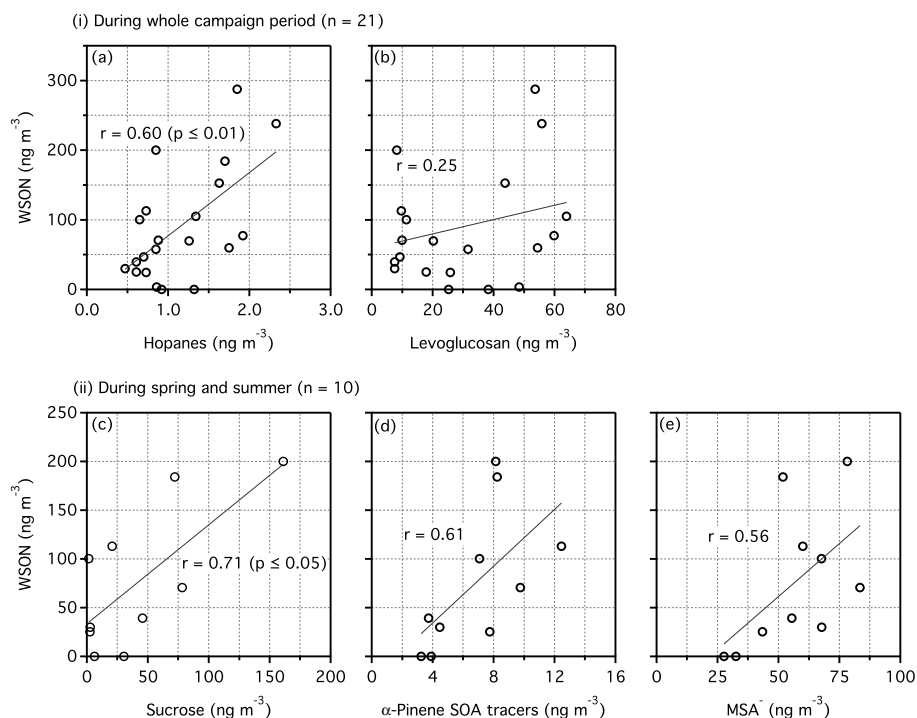 (i) During whole campaign period (n = 21)
(a)
(b)
300
200
100
0
WSON (ng m⁻³)
r = 0.60 (p ≤ 0.01)
r = 0.25
0.0 1.0 2.0 3.0
0 20 40 60 80
Hopanes (ng m⁻³)
Levoglucosan (ng m⁻³)
(ii) During spring and summer (n = 10)
(c)
(d)
(e)
250
200
150
100
50
0
WSON (ng m⁻³)
r = 0.71 (p ≤ 0.05)
r = 0.61
r = 0.56
0 50 100 150 200
0 4 8 12 16
0 25 50 75 100
Sucrose (ng m⁻³)
α-Pinene SOA tracers (ng m⁻³)
MSA⁻ (ng m⁻³)